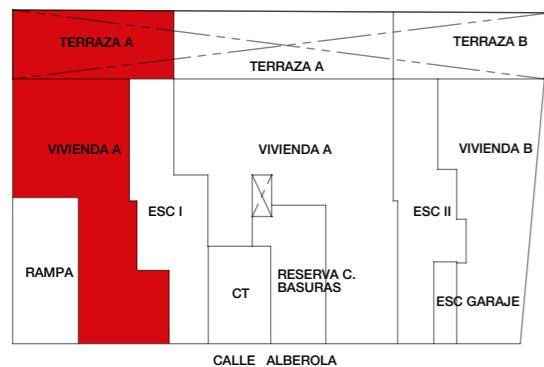 TERRAZA A
TERRAZA A
TERRAZA B
VIVIENDA A
VIVIENDA A
VIVIENDA B
ESC I
ESC II
RAMPA
CT
RESERVA C.
BASURAS
ESC GARAJE
CALLE ALBEROLA